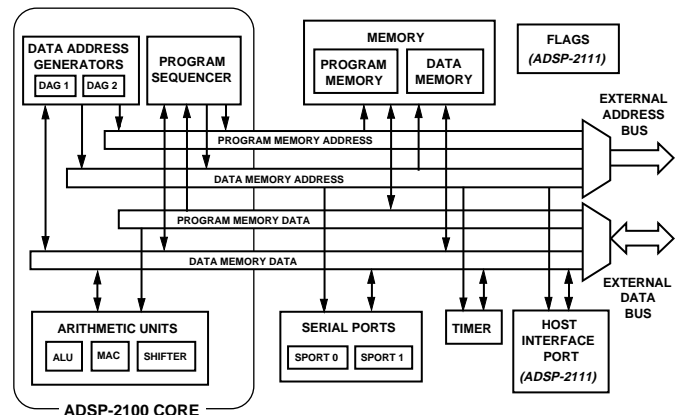 DATA ADDRESS
GENERATORS
DAG 1
DAG 2
PROGRAM
SEQUENCER
MEMORY
PROGRAM
MEMORY
DATA
MEMORY
FLAGS
(ADSP-2111)
EXTERNAL
ADDRESS
BUS
PROGRAM MEMORY ADDRESS
DATA MEMORY ADDRESS
PROGRAM MEMORY DATA
DATA MEMORY DATA
EXTERNAL
DATA
BUS
ARITHMETIC UNITS
ALU
MAC
SHIFTER
SERIAL PORTS
SPORT 0
SPORT 1
TIMER
HOST
INTERFACE
PORT
(ADSP-2111)
ADSP-2100 CORE